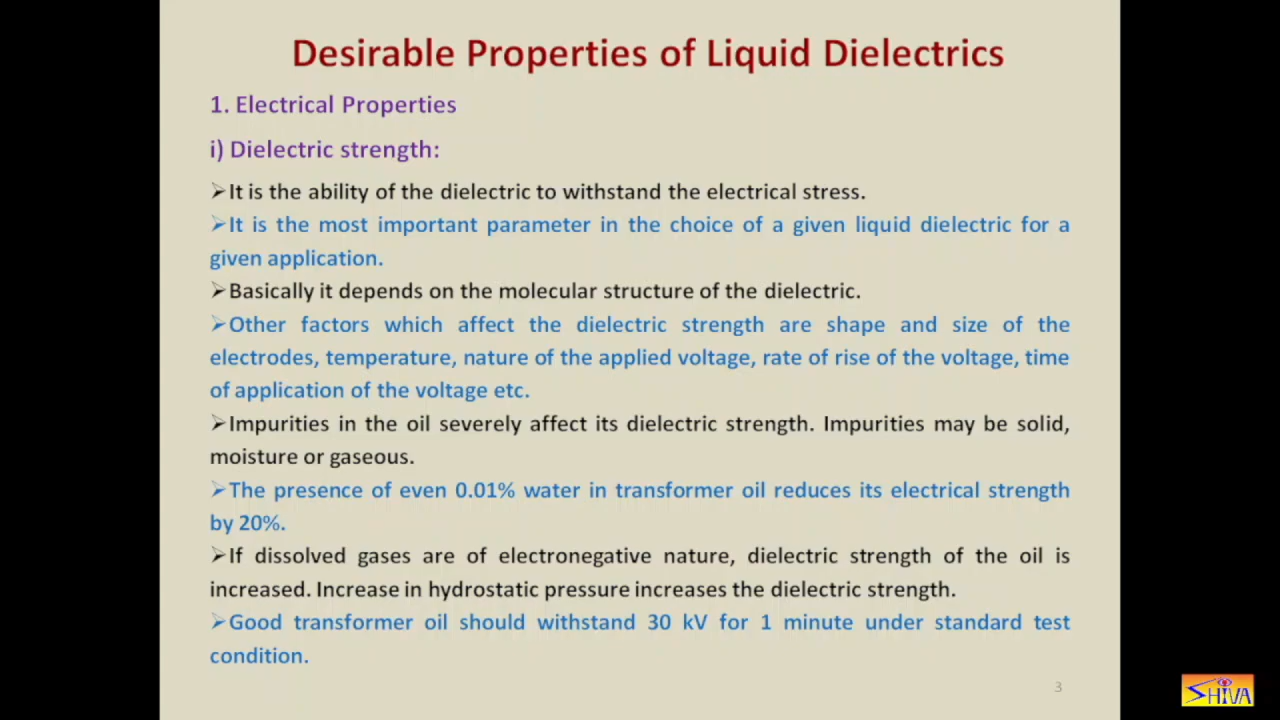 Desirable Properties of Liquid Dielectrics
1. Electrical Properties
i) Dielectric strength:
➢It is the ability of the dielectric to withstand the electrical stress.
➢It is the most important parameter in the choice of a given liquid dielectric for a
given application.
➢Basically it depends on the molecular structure of the dielectric.
➢Other factors which affect the dielectric strength are shape and size of the
electrodes, temperature, nature of the applied voltage, rate of rise of the voltage, time
of application of the voltage etc.
➢Impurities in the oil severely affect its dielectric strength. Impurities may be solid,
moisture or gaseous.
➢The presence of even 0.01% water in transformer oil reduces its electrical strength
by 20%.
➢If dissolved gases are of electronegative nature, dielectric strength of the oil is
increased. Increase in hydrostatic pressure increases the dielectric strength.
➢Good transformer oil should withstand 30 kV for 1 minute under standard test
condition.
3
SHIVA